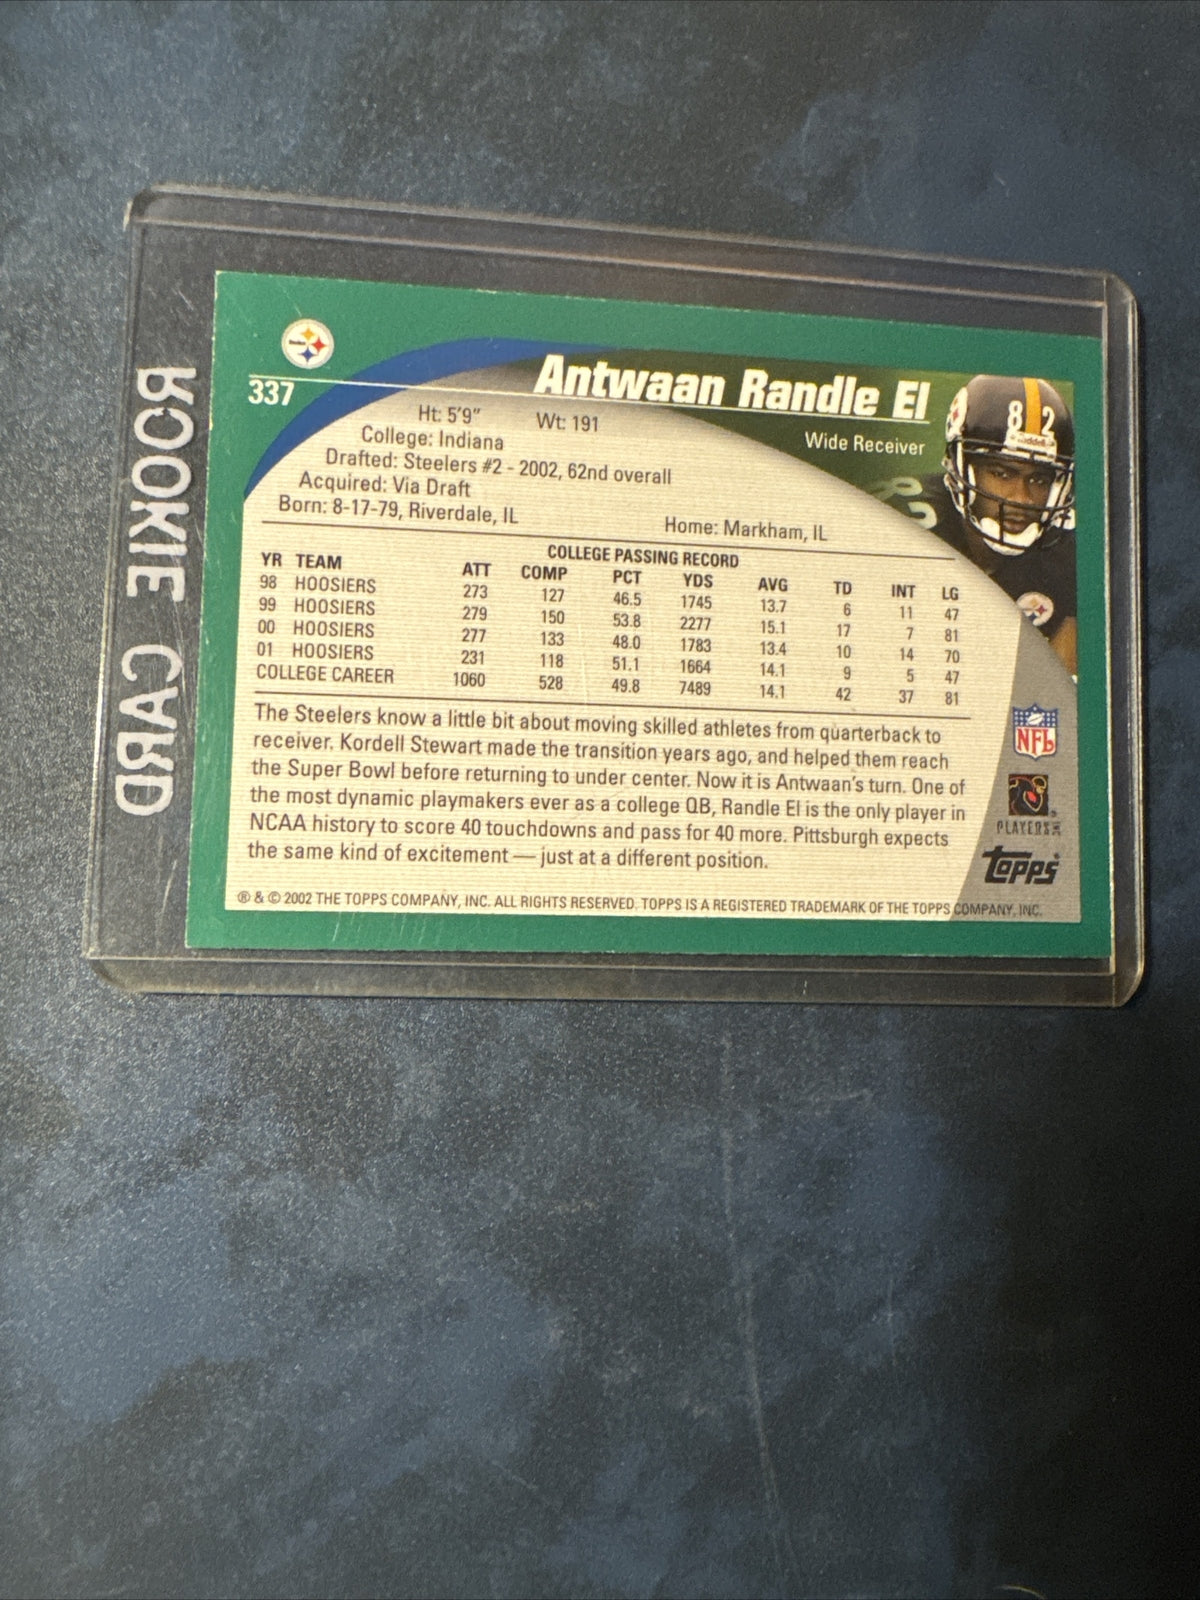 ROOKIE CARD
Steelers
337
Antwaan Randle El
Wide Receiver
82
Riddell
82
Ht: 5'9" Wt: 191
College: Indiana
Drafted: Steelers #2 - 2002, 62nd overall
Acquired: Via Draft
Born: 8-17-79, Riverdale, IL Home: Markham, IL
COLLEGE PASSING RECORD
YR TEAM ATT COMP PCT YDS AVG TD INT LG
98 HOOSIERS 273 127 46.5 1745 13.7 6 11 47
99 HOOSIERS 279 150 53.8 2277 15.1 17 7 81
00 HOOSIERS 277 133 48.0 1783 13.4 10 14 70
01 HOOSIERS 231 118 51.1 1664 14.1 9 5 47
COLLEGE CAREER 1060 528 49.8 7489 14.1 42 37 81
The Steelers know a little bit about moving skilled athletes from quarterback to
receiver. Kordell Stewart made the transition years ago, and helped them reach
the Super Bowl before returning to under center. Now it is Antwaan's turn. One of
the most dynamic playmakers ever as a college QB, Randle El is the only player in
NCAA history to score 40 touchdowns and pass for 40 more. Pittsburgh expects
the same kind of excitement — just at a different position.
NFL
PLAYERS INC
Topps®
® & © 2002 THE TOPPS COMPANY, INC. ALL RIGHTS RESERVED. TOPPS IS A REGISTERED TRADEMARK OF THE TOPPS COMPANY, INC.